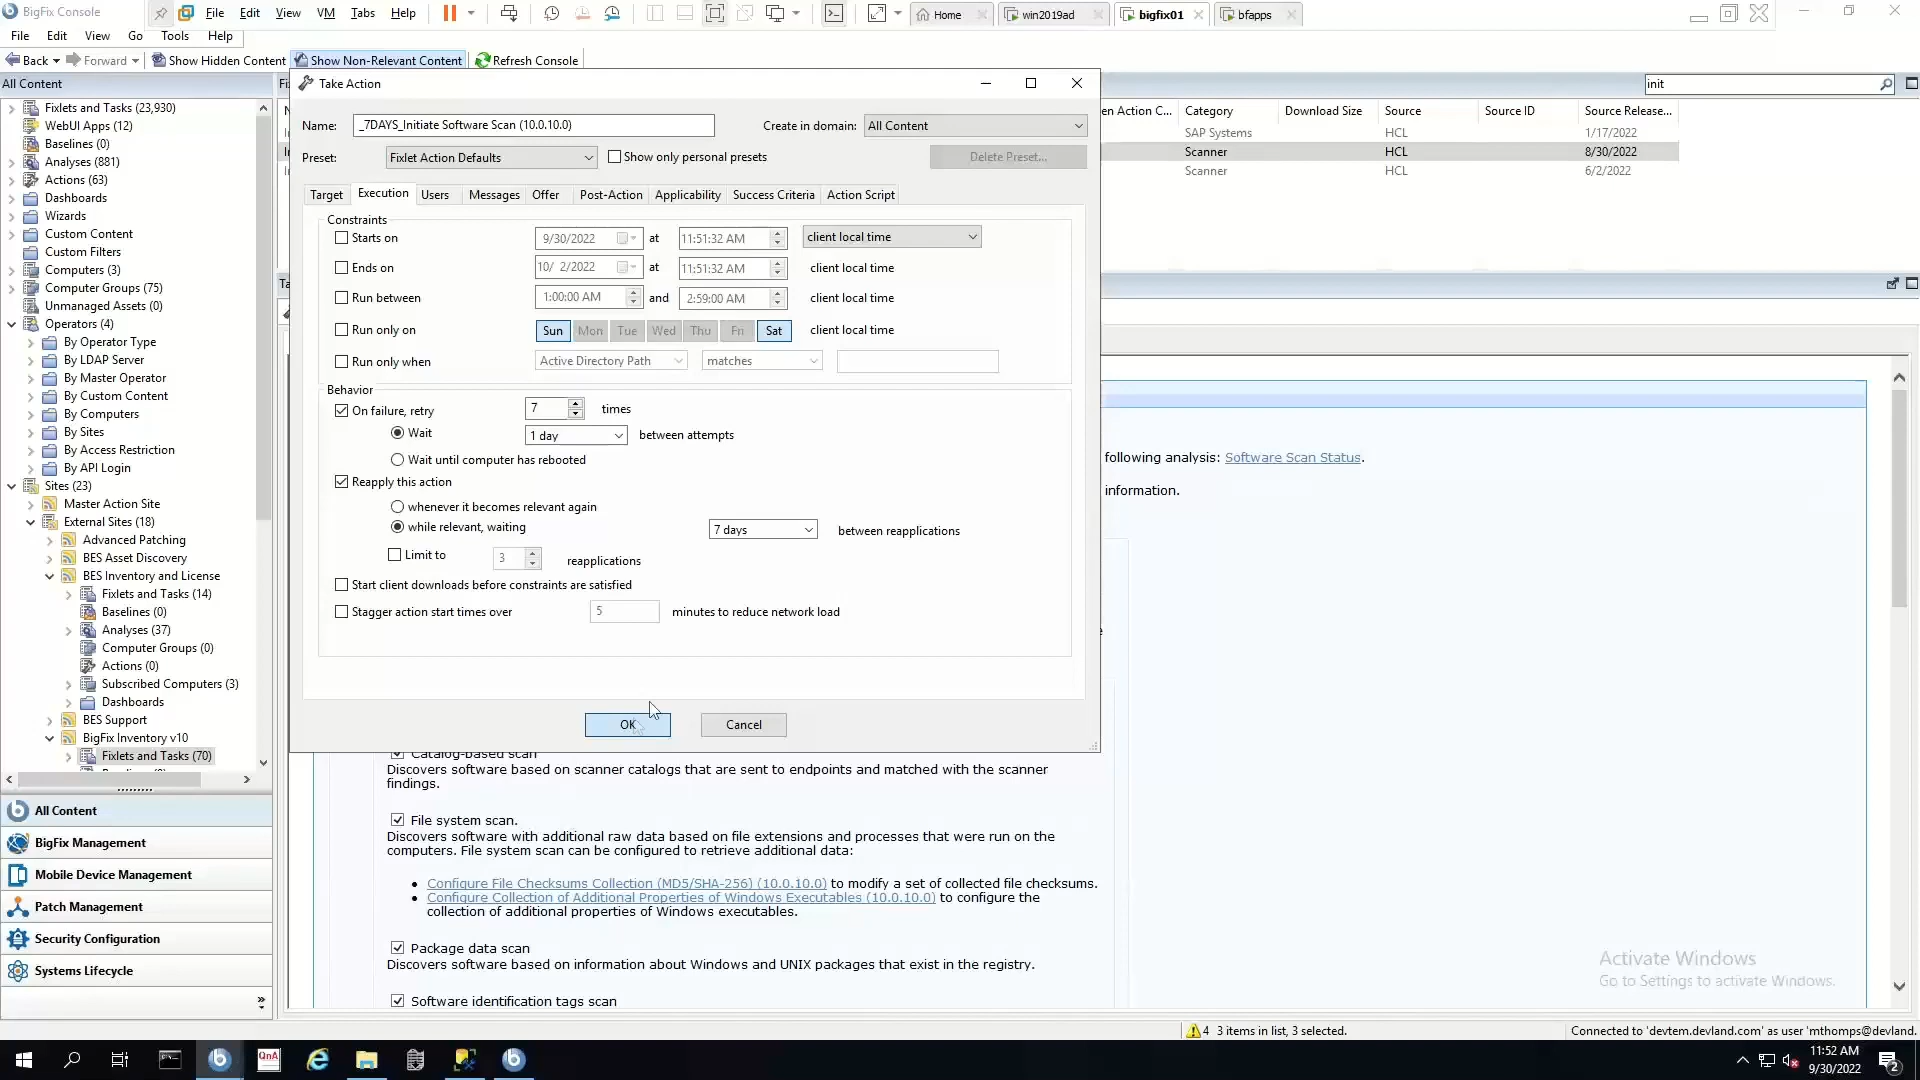 BigFix Console
File Edit View VM Tabs Help
Home
win2019ad
bigfix01
bfapps
File Edit View Go Tools Help
Back Forward Show Hidden Content Show Non-Relevant Content Refresh Console
All Content
Take Action
init
Fixlets and Tasks (23,930)
WebUI Apps (12)
Baselines (0)
Analyses (881)
Actions (63)
Dashboards
Wizards
Custom Content
Custom Filters
Computers (3)
Computer Groups (75)
Unmanaged Assets (0)
Operators (4)
By Operator Type
By LDAP Server
By Master Operator
By Custom Content
By Computers
By Sites
By Access Restriction
By API Login
Sites (23)
Master Action Site
External Sites (18)
Advanced Patching
BES Asset Discovery
BES Inventory and License
Fixlets and Tasks (14)
Baselines (0)
Analyses (37)
Computer Groups (0)
Actions (0)
Subscribed Computers (3)
Dashboards
BES Support
BigFix Inventory v10
Fixlets and Tasks (70)
All Content
BigFix Management
Mobile Device Management
Patch Management
Security Configuration
Systems Lifecycle
Name: _7DAYS_Initiate Software Scan (10.0.10.0) Create in domain: All Content
Preset: Fixlet Action Defaults Show only personal presets Delete Preset...
Target Execution Users Messages Offer Post-Action Applicability Success Criteria Action Script
Constraints
Starts on 9/30/2022 at 11:51:32 AM client local time
Ends on 10/ 2/2022 at 11:51:32 AM client local time
Run between 1:00:00 AM and 2:59:00 AM client local time
Run only on Sun Mon Tue Wed Thu Fri Sat client local time
Run only when Active Directory Path matches
Behavior
On failure, retry 7 times
Wait 1 day between attempts
Wait until computer has rebooted
Reapply this action
whenever it becomes relevant again
while relevant, waiting 7 days between reapplications
Limit to 3 reapplications
Start client downloads before constraints are satisfied
Stagger action start times over 5 minutes to reduce network load
OK Cancel
en Action C... Category Download Size Source Source ID Source Release...
SAP Systems HCL 1/17/2022
Scanner HCL 8/30/2022
Scanner HCL 6/2/2022
following analysis: Software Scan Status.
information.
Catalog-based scan
Discovers software based on scanner catalogs that are sent to endpoints and matched with the scanner
findings.
File system scan.
Discovers software with additional raw data based on file extensions and processes that were run on the
computers. File system scan can be configured to retrieve additional data:
• Configure File Checksums Collection (MD5/SHA-256) (10.0.10.0) to modify a set of collected file checksums.
• Configure Collection of Additional Properties of Windows Executables (10.0.10.0) to configure the
collection of additional properties of Windows executables.
Package data scan
Discovers software based on information about Windows and UNIX packages that exist in the registry.
Software identification tags scan
Activate Windows
Go to Settings to activate Windows.
4 3 items in list, 3 selected.
Connected to 'devtem.devland.com' as user 'mthomps@devland.
QnA
11:52 AM
9/30/2022
2